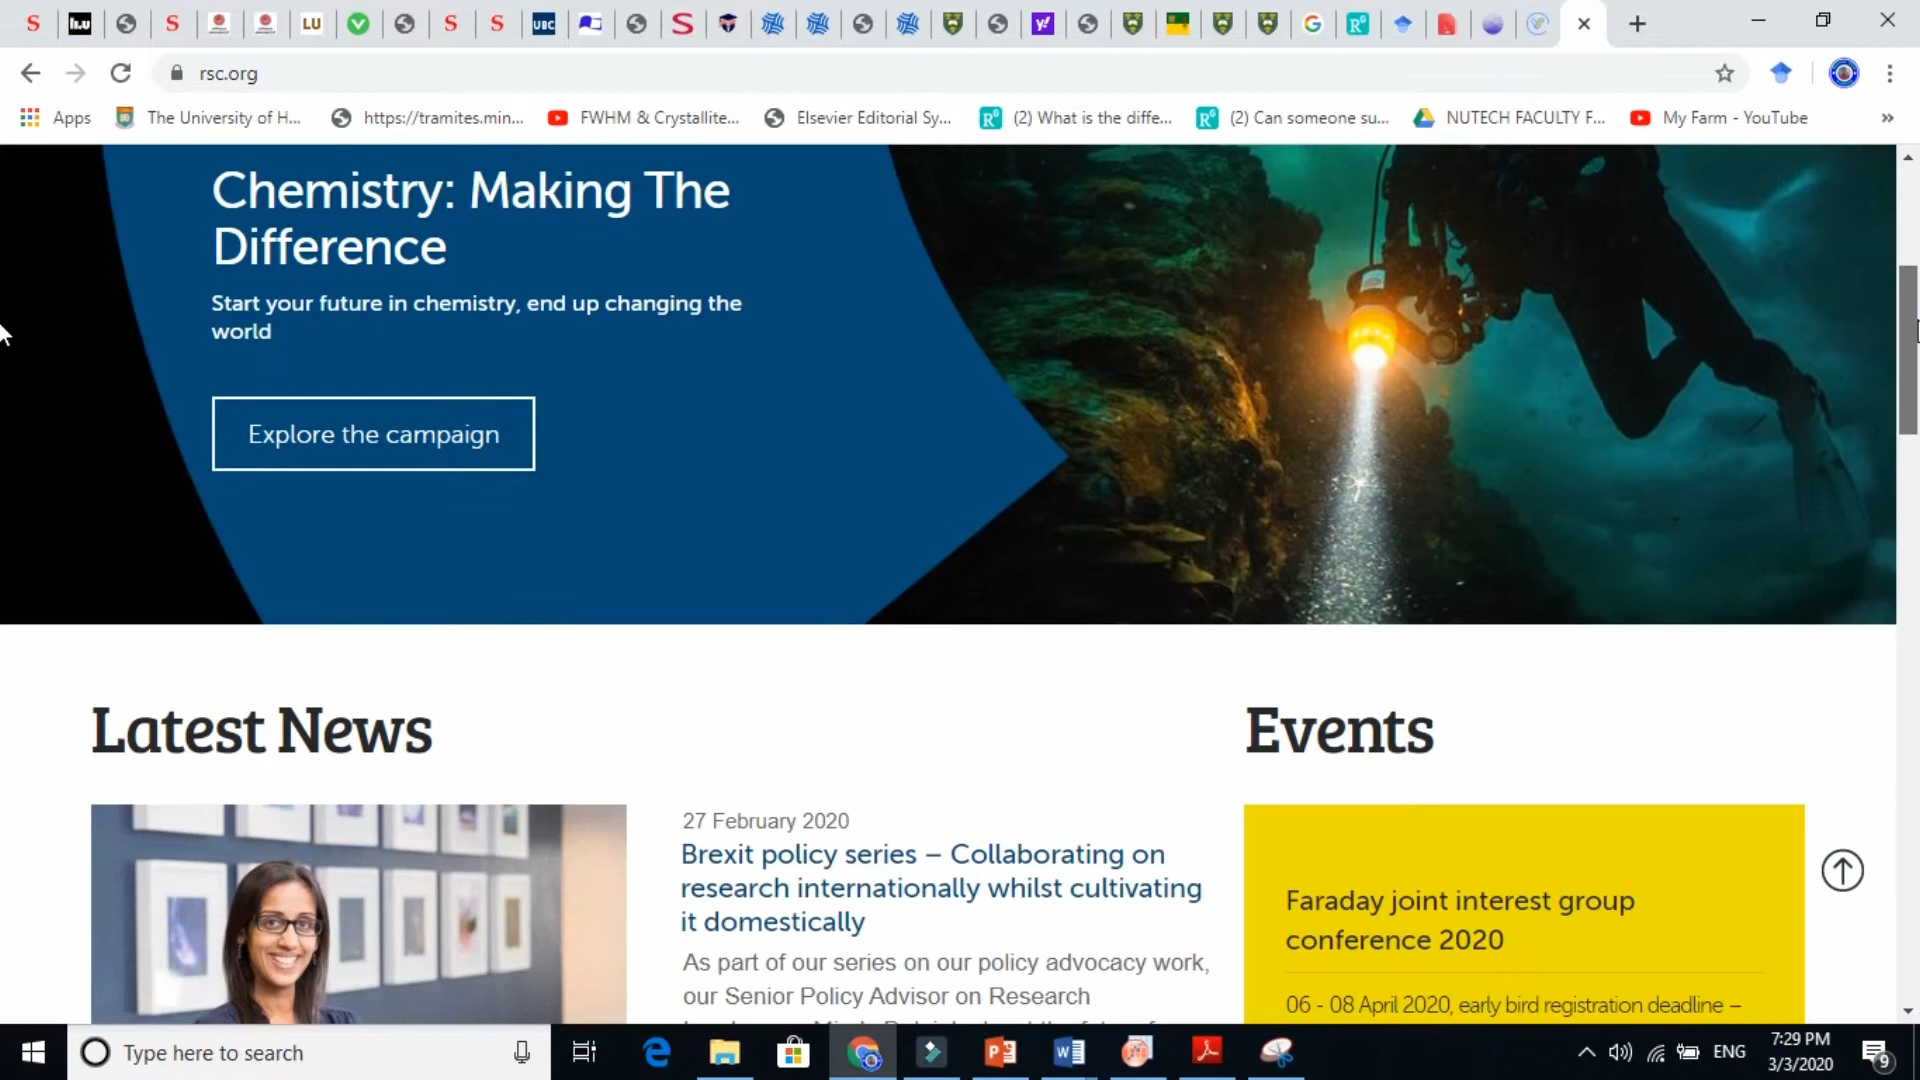 S
h.u
S
LU
S
S
UBC
S
y!
G
R
rsc.org
Apps
The University of H...
https://tramites.min...
FWHM & Crystallite...
Elsevier Editorial Sy...
(2) What is the diffe...
(2) Can someone su...
NUTECH FACULTY F...
My Farm - YouTube
»
Chemistry: Making The
Difference
Start your future in chemistry, end up changing the
world
Explore the campaign
Latest News
Events
27 February 2020
Brexit policy series – Collaborating on
research internationally whilst cultivating
it domestically
As part of our series on our policy advocacy work,
our Senior Policy Advisor on Research
Faraday joint interest group
conference 2020
06 - 08 April 2020, early bird registration deadline –
Type here to search
ENG
7:29 PM
3/3/2020
9